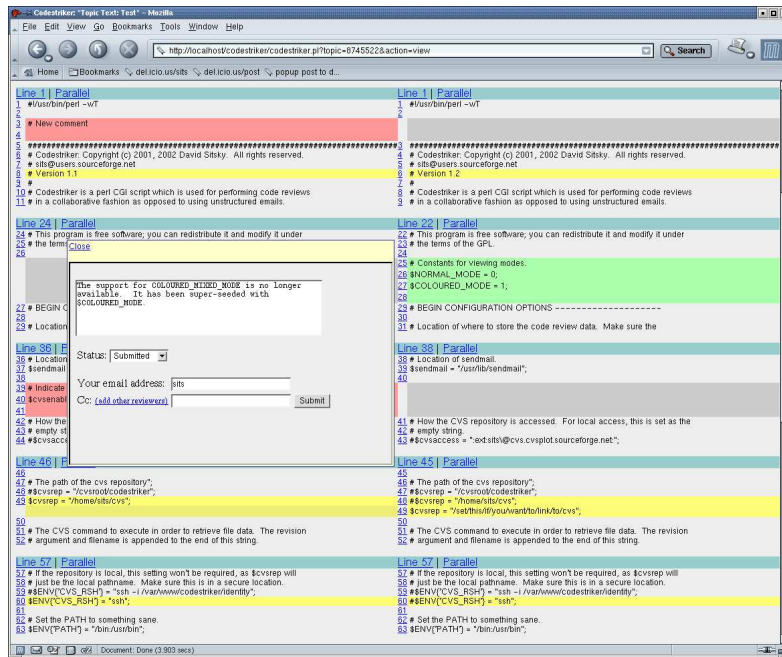 Codestriker: "Topic Text: Test" - Mozilla
File Edit View Go Bookmarks Tools Window Help
http://localhost/codestriker/codestriker.pl?topic=8745522&action=view
Search
Home Bookmarks del.icio.us/sits del.icio.us/post popup post to d...
Line 1 | Parallel
1 #!/usr/bin/perl -wT
2
3 # New comment
4
5 ################################################################################
6 # Codestriker: Copyright (c) 2001, 2002 David Sitsky. All rights reserved.
7 # sits@users.sourceforge.net
8 # Version 1.1
9 #
10 # Codestriker is a perl CGI script which is used for performing code reviews
11 # in a collaborative fashion as opposed to using unstructured emails.
Line 24 | Parallel
24 # This program is free software; you can redistribute it and modify it under
25 # the terms
26
27 # BEGIN C
28
29 # Location
Line 36 | P
36 # Location
37 $sendmail
38
39 # Indicate
40 $cvsenabl
41
42 # How the
43 # empty st
44 #$cvsacce
Line 46 | P
46
47 # The path of the cvs repository";
48 #$cvsrep = "/cvsroot/codestriker";
49 $cvsrep = "/home/sits/cvs";
50
51 # The CVS command to execute in order to retrieve file data. The revision
52 # argument and filename is appended to the end of this string.
Line 57 | Parallel
57 # If the repository is local, this setting won't be required, as $cvsrep will
58 # just be the local pathname. Make sure this is in a secure location.
59 #$ENV{'CVS_RSH'} = "ssh -i /var/www/codestriker/identity";
60 $ENV{'CVS_RSH'} = "ssh";
61
62 # Set the PATH to something sane.
63 $ENV{'PATH'} = "/bin:/usr/bin";
Close
The support for COLOURED_MIXED_MODE is no longer
available. It has been super-seeded with
$COLOURED_MODE.
Status: Submitted
Your email address: sits
Cc: (add other reviewers) Submit
Line 1 | Parallel
1 #!/usr/bin/perl -wT
2
3 ################################################################################
4 # Codestriker: Copyright (c) 2001, 2002 David Sitsky. All rights reserved.
5 # sits@users.sourceforge.net
6 # Version 1.2
7 #
8 # Codestriker is a perl CGI script which is used for performing code reviews
9 # in a collaborative fashion as opposed to using unstructured emails.
Line 22 | Parallel
22 # This program is free software; you can redistribute it and modify it under
23 # the terms of the GPL.
24
25 # Constants for viewing modes.
26 $NORMAL_MODE = 0;
27 $COLOURED_MODE = 1;
28
29 # BEGIN CONFIGURATION OPTIONS --------------------
30
31 # Location of where to store the code review data. Make sure the
Line 38 | Parallel
38 # Location of sendmail.
39 $sendmail = "/usr/lib/sendmail";
40
41 # How the CVS repository is accessed. For local access, this is set as the
42 # empty string.
43 #$cvsaccess = ":ext:sits\@cvs.cvsplot.sourceforge.net:";
Line 45 | Parallel
45
46 # The path of the cvs repository";
47 #$cvsrep = "/cvsroot/codestriker";
48 #$cvsrep = "/home/sits/cvs";
49 $cvsrep = "/set/this/if/you/want/to/link/to/cvs";
50
51 # The CVS command to execute in order to retrieve file data. The revision
52 # argument and filename is appended to the end of this string.
Line 57 | Parallel
57 # If the repository is local, this setting won't be required, as $cvsrep will
58 # just be the local pathname. Make sure this is in a secure location.
59 #$ENV{'CVS_RSH'} = "ssh -i /var/www/codestriker/identity";
60 #$ENV{'CVS_RSH'} = "ssh";
61
62 # Set the PATH to something sane.
63 $ENV{'PATH'} = "/bin:/usr/bin";
Document: Done (3.903 secs)